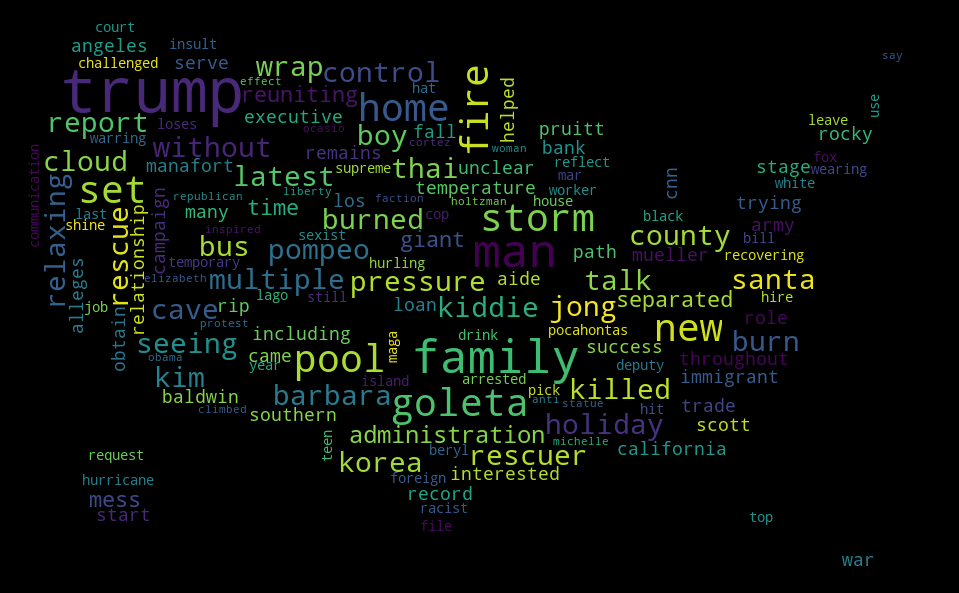 court
angeles
insult
say
challenged
serve
wrap
control
trump
effect
reuniting
hat
home
fire
helped
use
report
warring
loses
executive
ocasio
boy
fall
cortez
woman
pruitt
bank
leave
rocky
communication
cloud
without
manafort
remains
latest
supreme
thai
unclear
reflect
mar
cnn
stage
fox
wearing
white
relaxing
set
last
shine
rescue
relationship
campaign
republican
many
time
liberty
los
faction
temperature
holtzman
worker
house
trying
inspired
sexist
burned
cop
storm
black
army
bill
bus
pompeo
giant
man
path
county
mueller
recovering
temporary
elizabeth
multiple
hurling
pressure
aide
talk
santa
alleges
job
obtain
cave
rip
lago
still
loan
kiddie
jong
separated
hire
role
protest
seeing
including
drink
pocahontas
new
burn
obama
came
year
pool
maga
family
success
throughout
kim
island
arrested
deputy
immigrant
baldwin
barbara
goleta
pick
killed
anti
statue
hit
trade
climbed
southern
holiday
scott
teen
administration
michelle
request
korea
beryl
rescuer
california
hurricane
foreign
interested
mess
record
start
racist
file
top
war